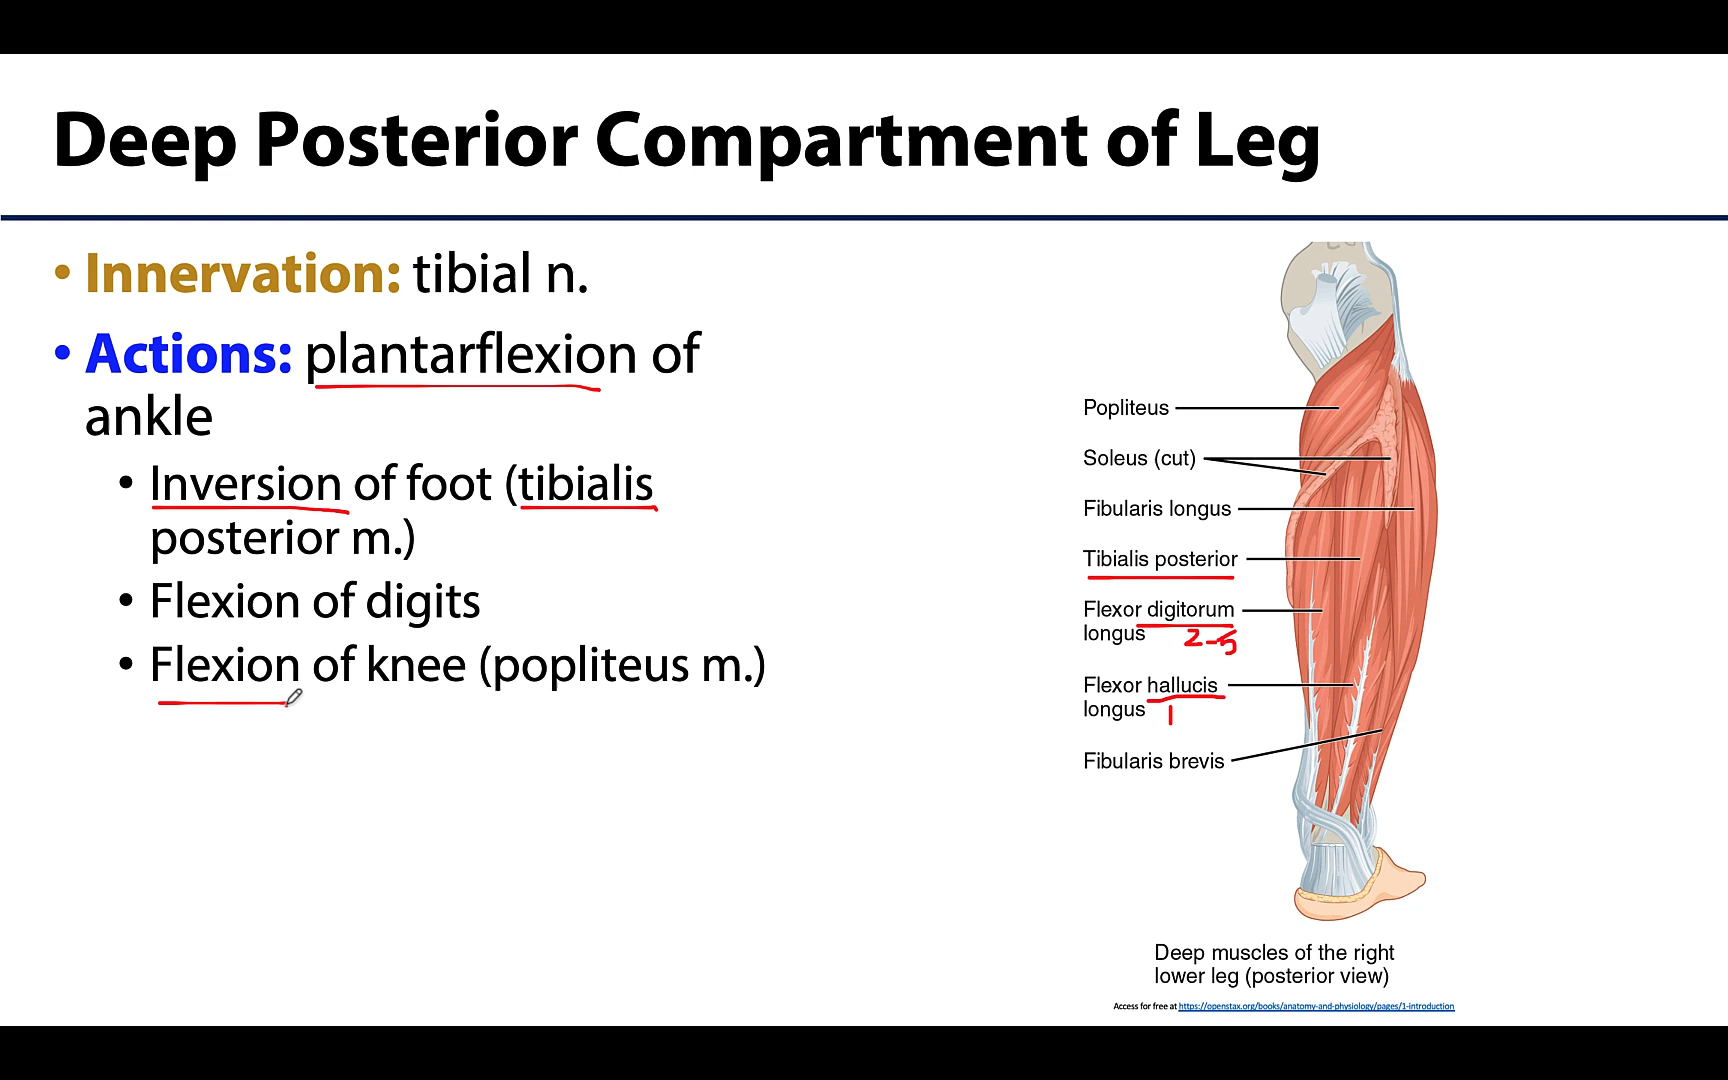 Deep Posterior Compartment of Leg
• Innervation: tibial n.
• Actions: plantarflexion of
ankle
• Inversion of foot (tibialis
posterior m.)
• Flexion of digits
• Flexion of knee (popliteus m.)
Popliteus
Soleus (cut)
Fibularis longus
Tibialis posterior
Flexor digitorum
longus 2-5
Flexor hallucis
longus 1
Fibularis brevis
Deep muscles of the right
lower leg (posterior view)
Access for free at https://openstax.org/books/anatomy-and-physiology/pages/1-introduction